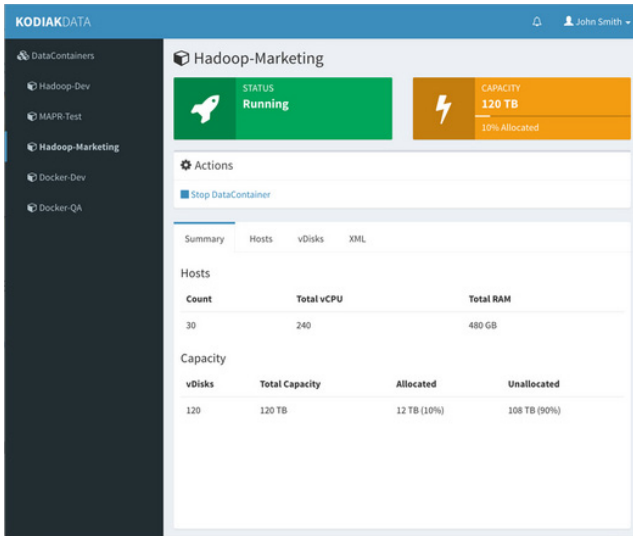 KODIAKDATA
John Smith
DataContainers
Hadoop-Dev
MAPR-Test
Hadoop-Marketing
Docker-Dev
Docker-QA
Hadoop-Marketing
STATUS
Running
CAPACITY
120 TB
10% Allocated
Actions
Stop DataContainer
Summary Hosts vDisks XML
Hosts
Count Total vCPU Total RAM
30 240 480 GB
Capacity
vDisks Total Capacity Allocated Unallocated
120 120 TB 12 TB (10%) 108 TB (90%)